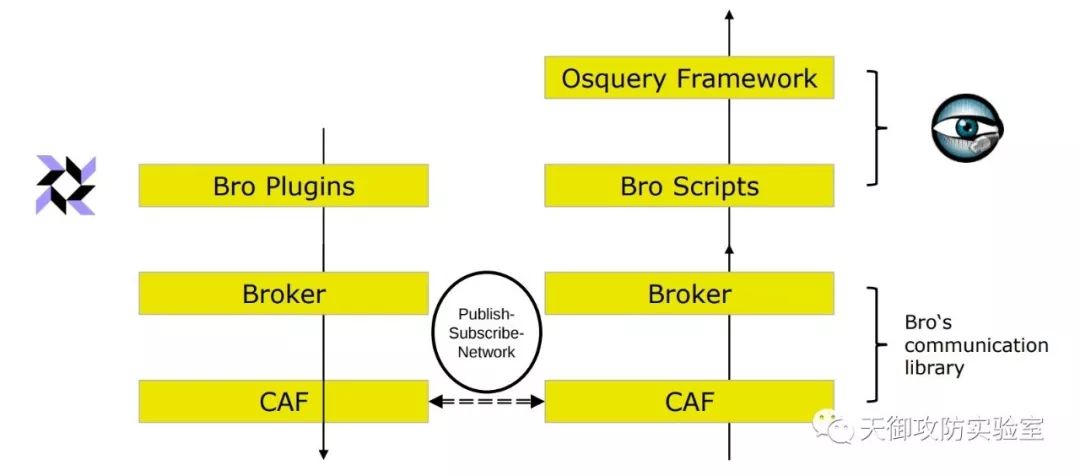 Osquery Framework
Bro Plugins
Bro Scripts
Broker
Publish-
Subscribe-
Network
Broker
Bro‘s
communication
library
CAF
CAF
天御攻防实验室